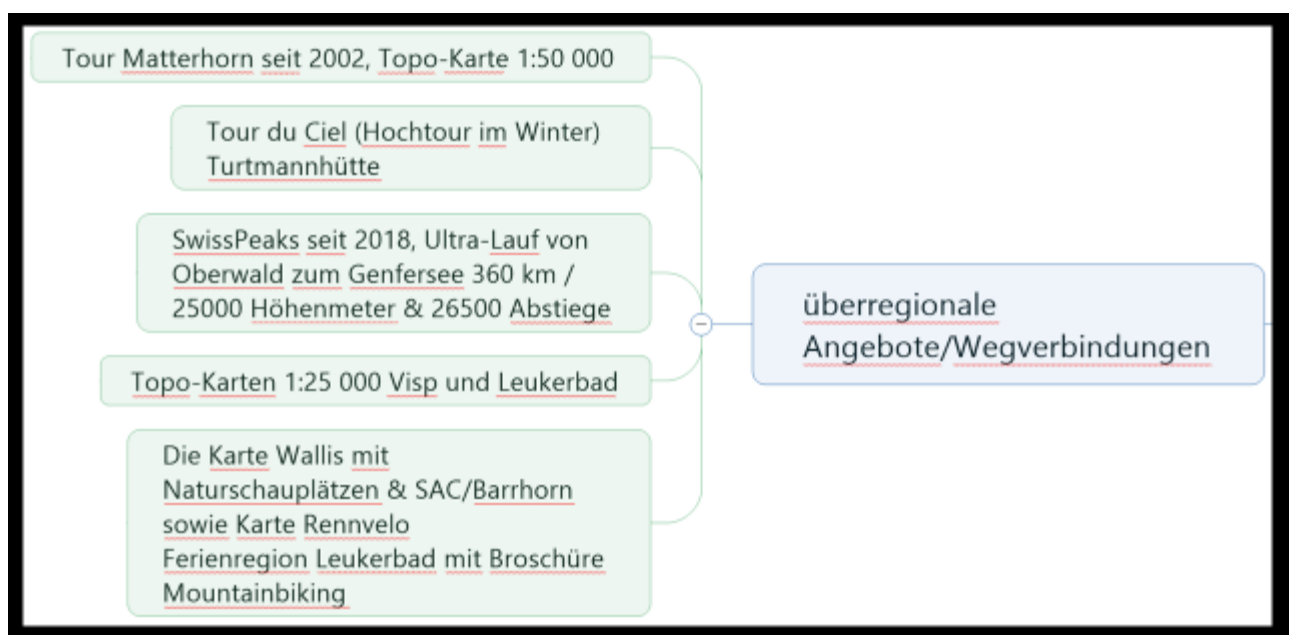 Tour Matterhorn seit 2002, Topo-Karte 1:50 000
Tour du Ciel (Hochtour im Winter)
Turtmannhütte
SwissPeaks seit 2018, Ultra-Lauf von
Oberwald zum Genfersee 360 km /
25000 Höhenmeter & 26500 Abstiege
Topo-Karten 1:25 000 Visp und Leukerbad
Die Karte Wallis mit
Naturschauplätzen & SAC/Barrhorn
sowie Karte Rennvelo
Ferienregion Leukerbad mit Broschüre
Mountainbiking
überregionale
Angebote/Wegverbindungen